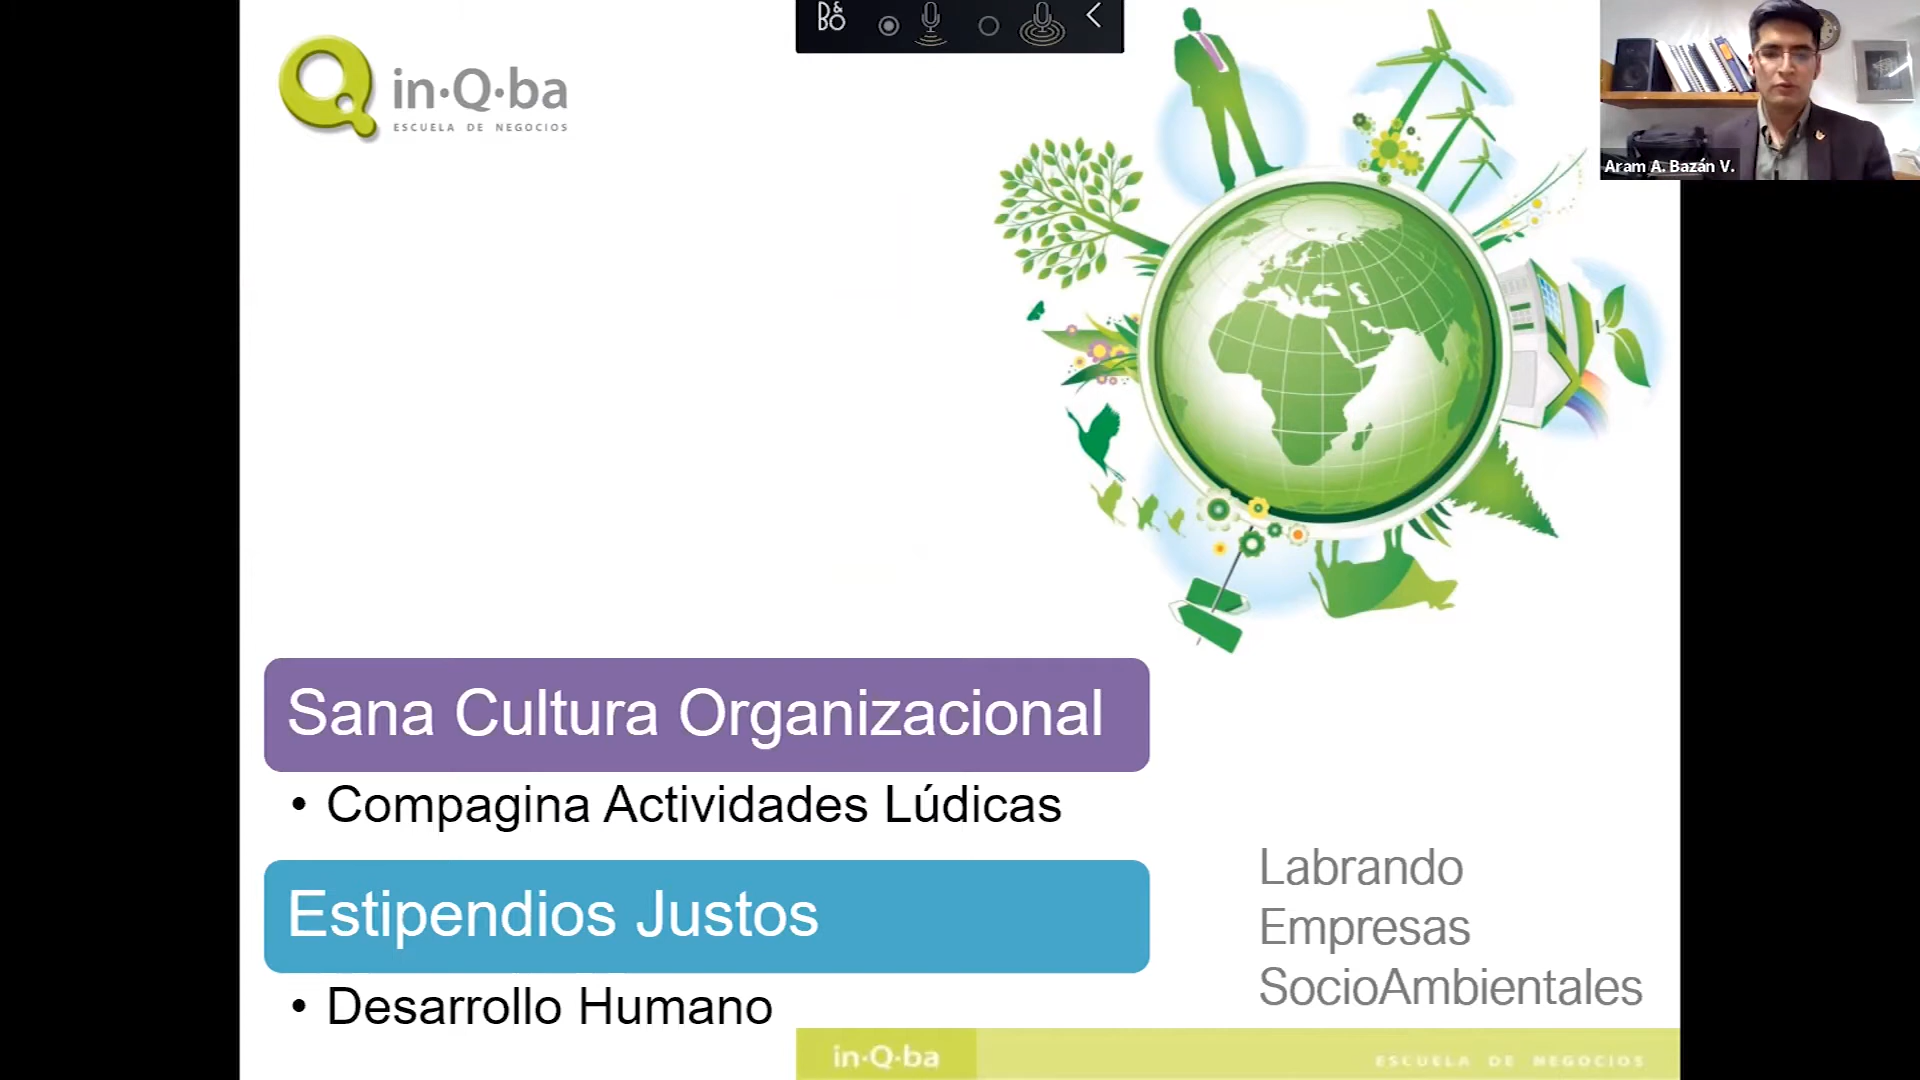 B&O
in·Q·ba
ESCUELA DE NEGOCIOS
Aram A. Bazán V.
Sana Cultura Organizacional
• Compagina Actividades Lúdicas
Estipendios Justos
• Desarrollo Humano
Labrando
Empresas
SocioAmbientales
in·Q·ba
ESCUELA DE NEGOCIOS